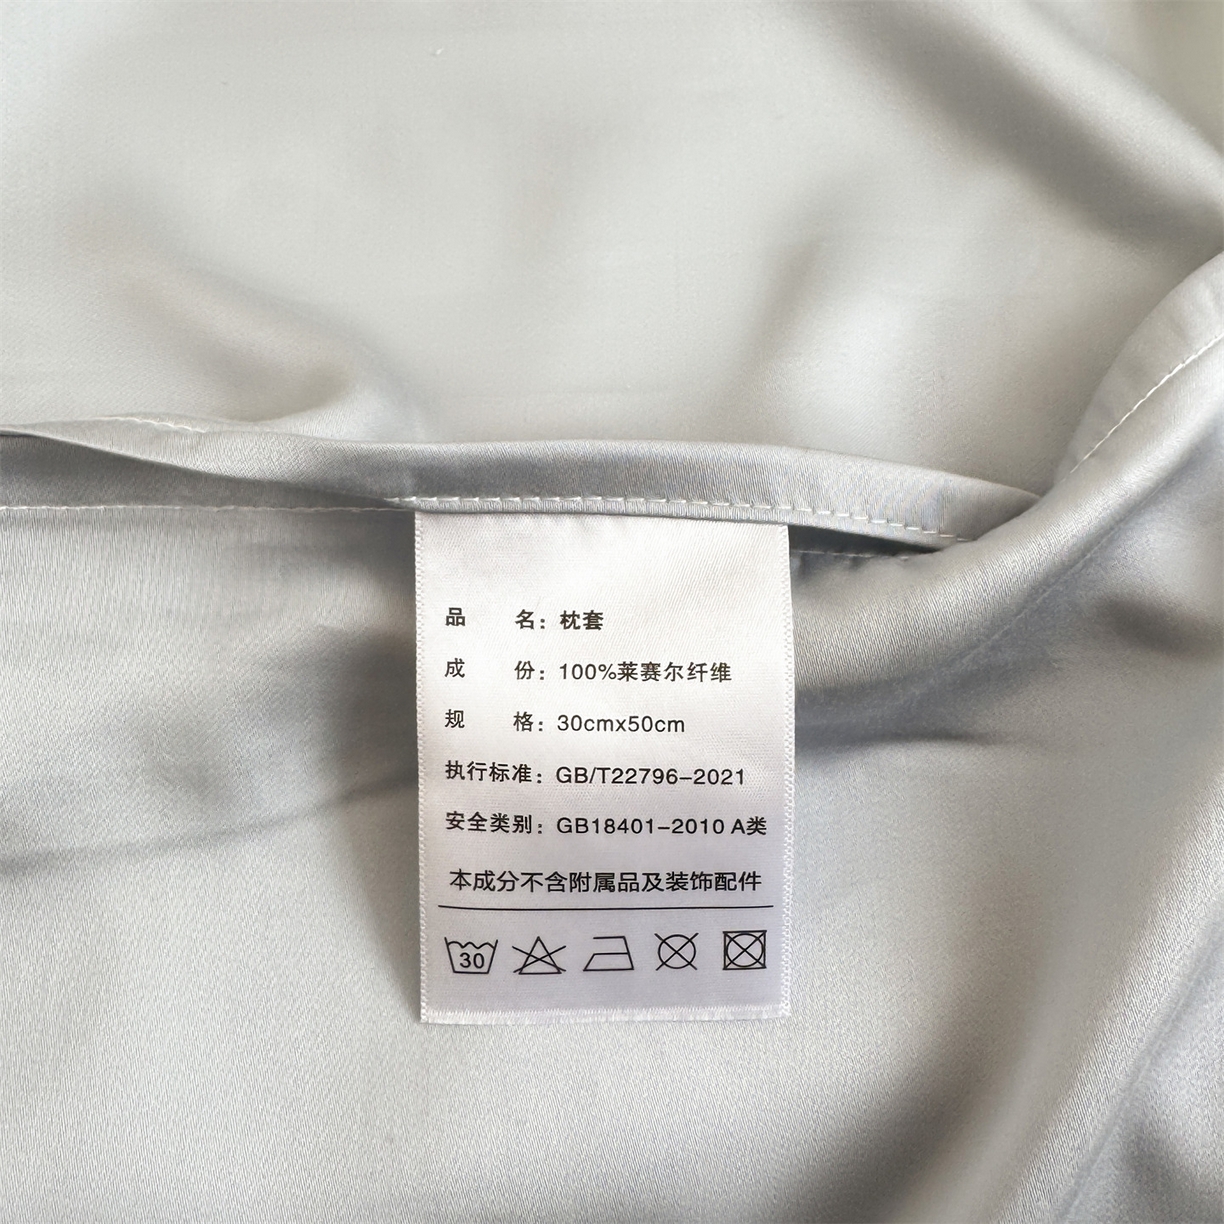 品 名：枕套
成 份：100%莱赛尔纤维
规 格：30cmx50cm
执行标准：GB/T22796-2021
安全类别：GB18401-2010 A类
本成分不含附属品及装饰配件
30